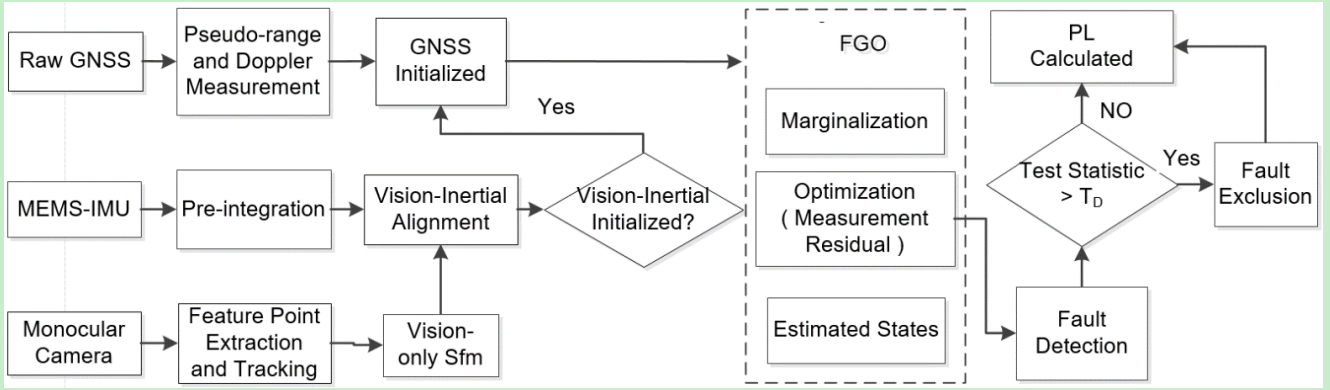 Raw GNSS
Pseudo-range
and Doppler
Measurement
GNSS
Initialized
Yes
MEMS-IMU
Pre-integration
Vision-Inertial
Alignment
Vision-Inertial
Initialized?
Monocular
Camera
Feature Point
Extraction
and Tracking
Vision-
only Sfm
FGO
Marginalization
Optimization
( Measurement
Residual )
Estimated States
PL
Calculated
NO
Test Statistic
> T_D
Yes
Fault
Exclusion
Fault
Detection